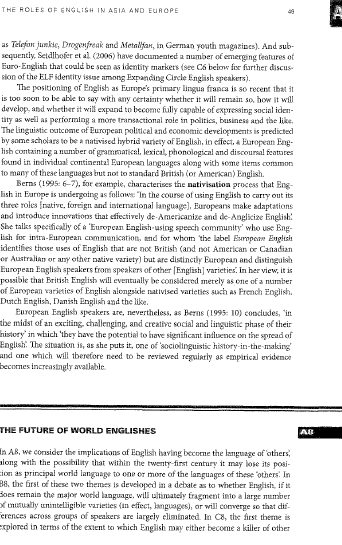 THE ROLES OF ENGLISH IN ASIA AND EUROPE 49
A
as Telefon junkie, Drogenfreak and Metallfan, in German youth magazines). And sub-
sequently, Seidlhofer et al. (2006) have documented a number of emerging features of
Euro-English that could be seen as identity markers (see C6 below for further discus-
sion of the ELF identity issue among Expanding Circle English speakers).
The positioning of English as Europe's primary lingua franca is so recent that it
is too soon to be able to say with any certainty whether it will remain so, how it will
develop, and whether it will expand to become fully capable of expressing social iden-
tity as well as performing a more transactional role in politics, business and the like.
The linguistic outcome of European political and economic developments is predicted
by some scholars to be a nativised hybrid variety of English, in effect, a European Eng-
lish containing a number of grammatical, lexical, phonological and discoursal features
found in individual continental European languages along with some items common
to many of these languages but not to standard British (or American) English.
Berns (1995: 6–7), for example, characterises the nativisation process that Eng-
lish in Europe is undergoing as follows: 'In the course of using English to carry out its
three roles [native, foreign and international language], Europeans make adaptations
and introduce innovations that effectively de-Americanize and de-Anglicize English'.
She talks specifically of a 'European English-using speech community' who use Eng-
lish for intra-European communication, and for whom 'the label European English
identifies those uses of English that are not British (and not American or Canadian
or Australian or any other native variety) but are distinctly European and distinguish
European English speakers from speakers of other [English] varieties'. In her view, it is
possible that British English will eventually be considered merely as one of a number
of European varieties of English alongside nativised varieties such as French English,
Dutch English, Danish English and the like.
European English speakers are, nevertheless, as Berns (1995: 10) concludes, 'in
the midst of an exciting, challenging, and creative social and linguistic phase of their
history' in which 'they have the potential to have significant influence on the spread of
English'. The situation is, as she puts it, one of 'sociolinguistic history-in-the-making'
and one which will therefore need to be reviewed regularly as empirical evidence
becomes increasingly available.
THE FUTURE OF WORLD ENGLISHES A8
In A8, we consider the implications of English having become the language of 'others',
along with the possibility that within the twenty-first century it may lose its posi-
tion as principal world language to one or more of the languages of these 'others'. In
B8, the first of these two themes is developed in a debate as to whether English, if it
does remain the major world language, will ultimately fragment into a large number
of mutually unintelligible varieties (in effect, languages), or will converge so that dif-
ferences across groups of speakers are largely eliminated. In C8, the first theme is
explored in terms of the extent to which English may either become a killer of other